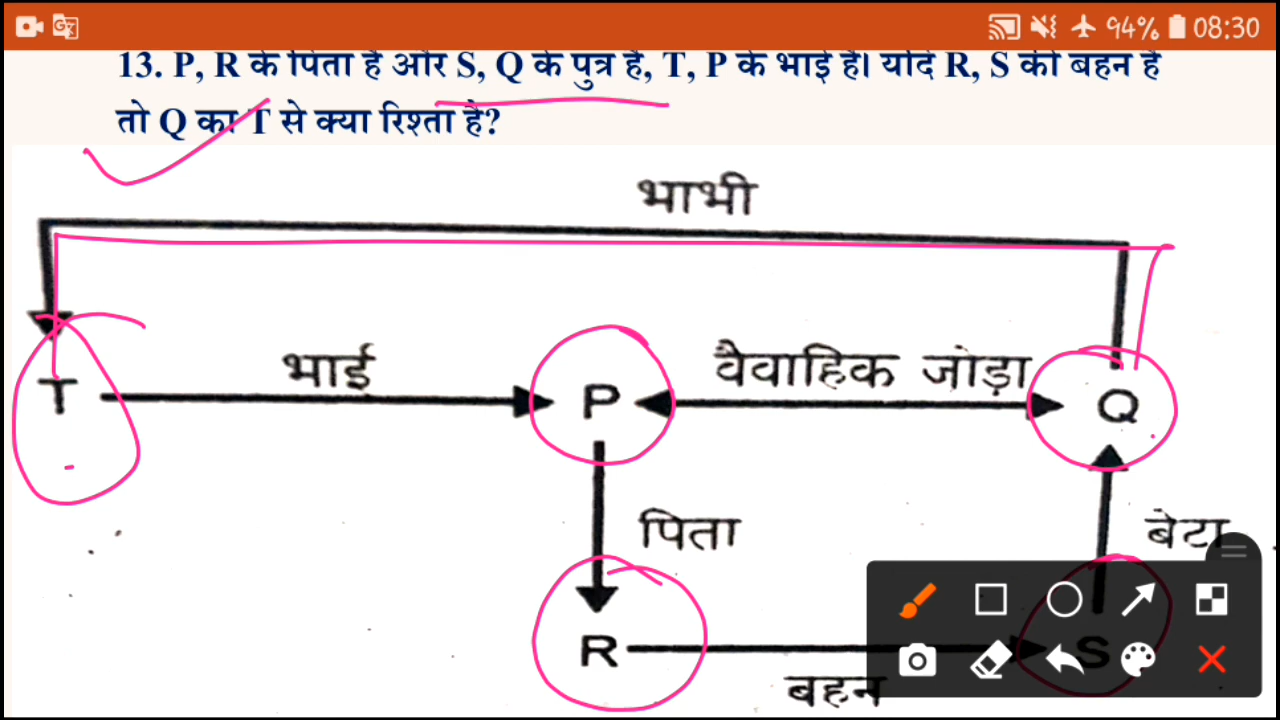 94% 08:30
13. P, R के पिता हैं और S, Q के पुत्र हैं, T, P के भाई हैं। यदि R, S की बहन है
तो Q का T से क्या रिश्ता है?
भाभी
T भाई P वैवाहिक जोड़ा Q
पिता बेटा
R बहन S